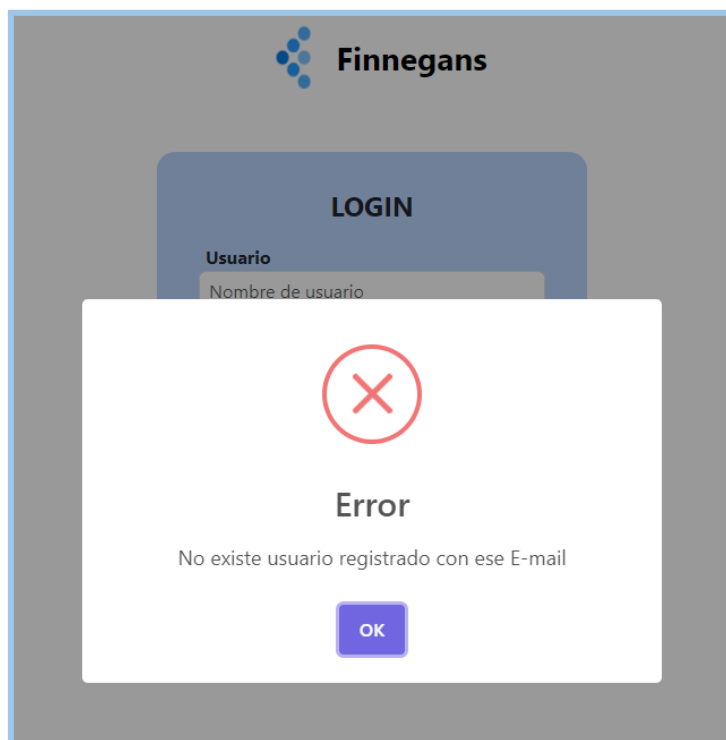 Finnegans
LOGIN
Usuario
Nombre de usuario
Error
No existe usuario registrado con ese E-mail
OK